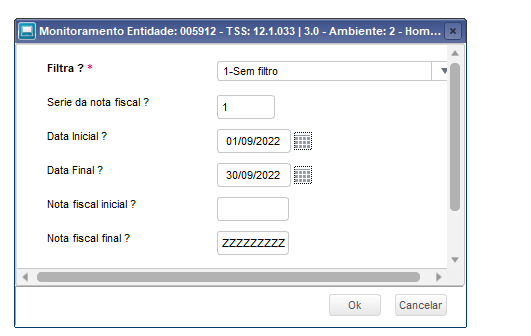 Monitoramento Entidade: 005912 - TSS: 12.1.033 | 3.0 - Ambiente: 2 - Hom...
Filtra ? * 1-Sem filtro
Serie da nota fiscal ? 1
Data Inicial ? 01/09/2022
Data Final ? 30/09/2022
Nota fiscal inicial ?
Nota fiscal final ? ZZZZZZZZZ
Ok Cancelar